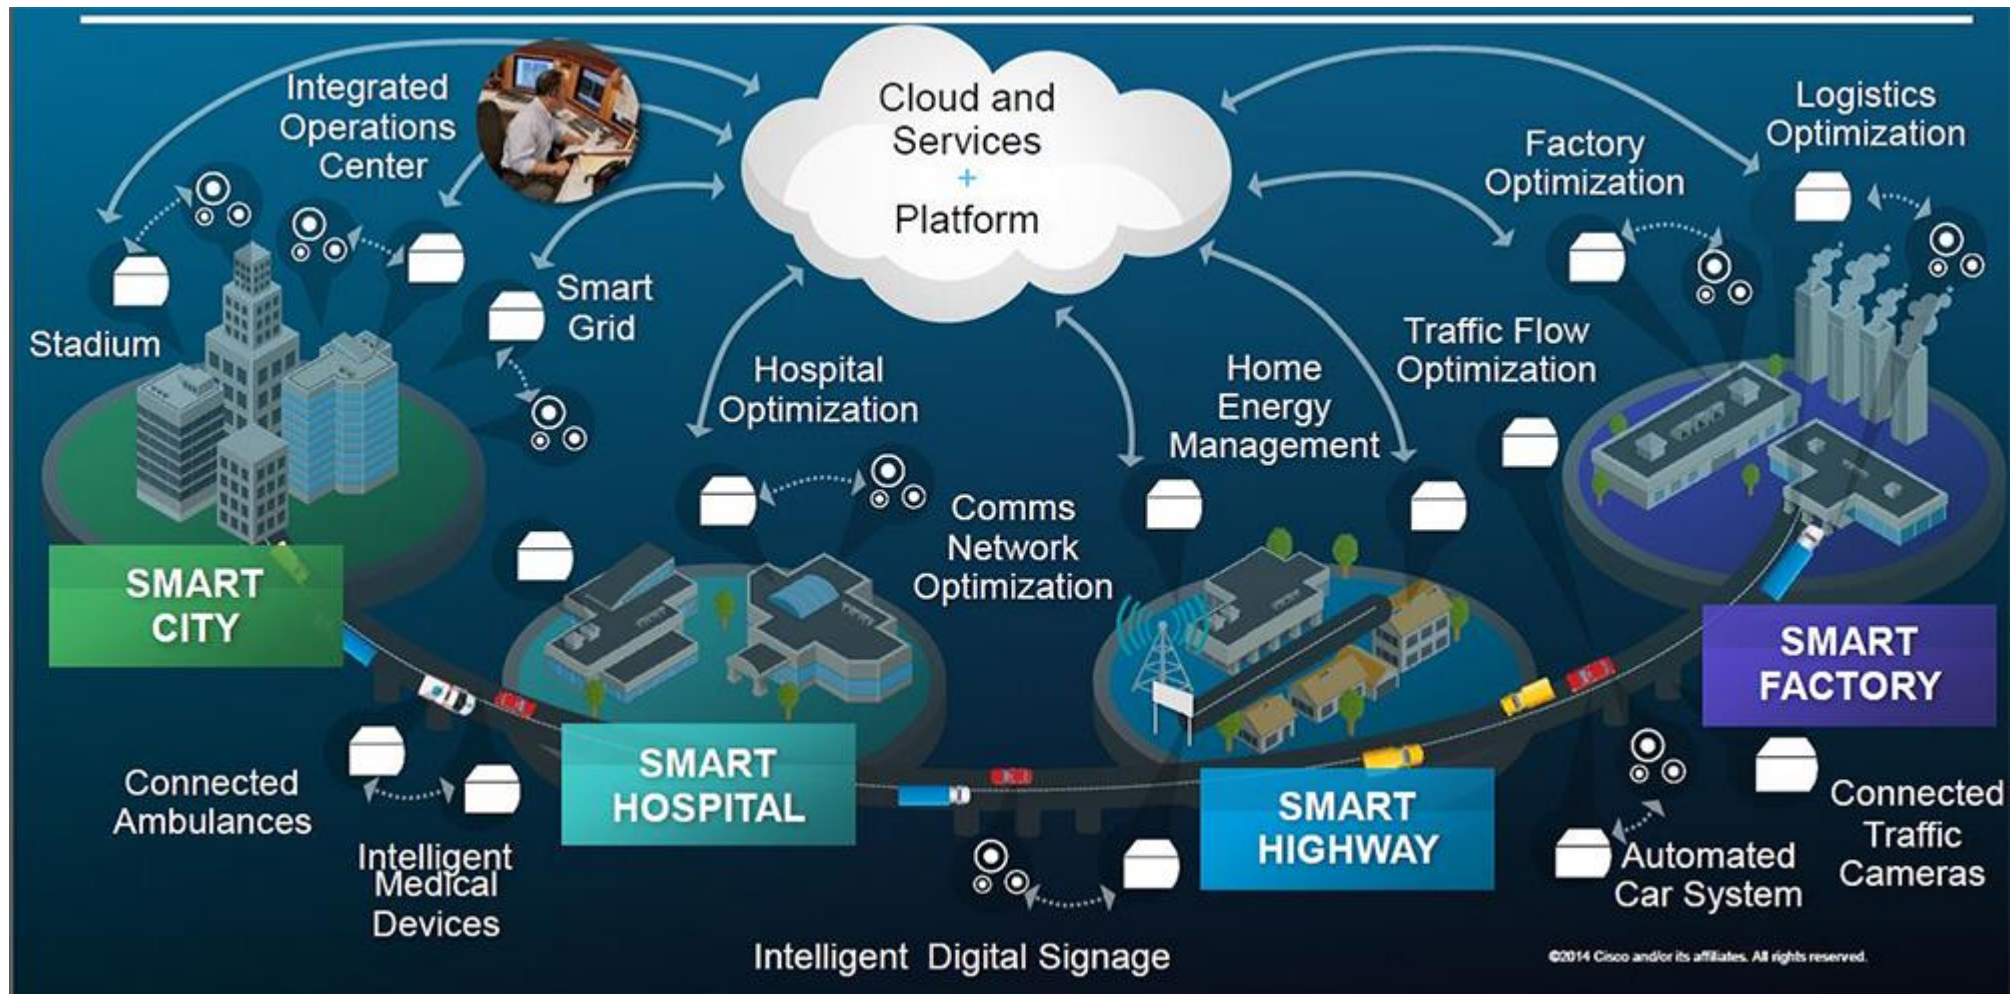 Integrated
Operations
Center
Cloud and
Services
+
Platform
Logistics
Optimization
Factory
Optimization
Stadium
Smart
Grid
Traffic Flow
Optimization
Hospital
Optimization
Home
Energy
Management
Comms
Network
Optimization
SMART
CITY
SMART
FACTORY
SMART
HOSPITAL
SMART
HIGHWAY
Connected
Ambulances
Intelligent
Medical
Devices
Connected
Traffic
Cameras
Automated
Car System
Intelligent Digital Signage
©2014 Cisco and/or its affiliates. All rights reserved.